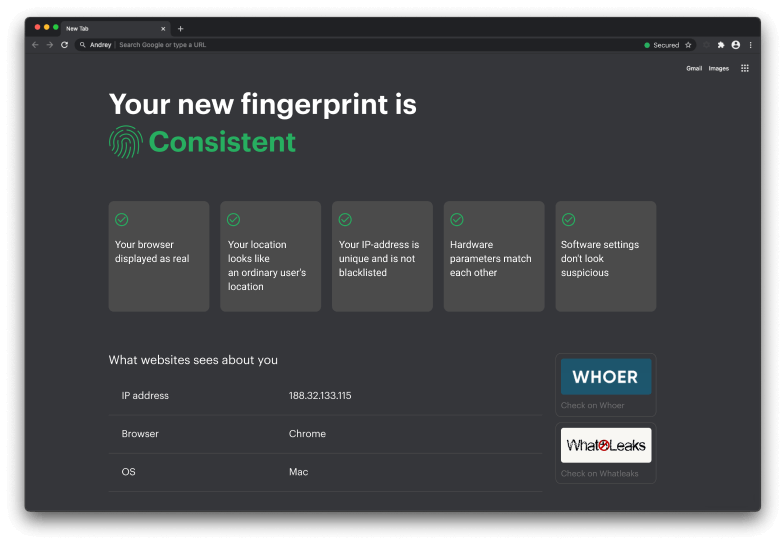 New Tab
Andrey
Search Google or type a URL
Secured
Gmail Images
Your new fingerprint is
Consistent
Your browser
displayed as real
Your location
looks like
an ordinary user's
location
Your IP-address is
unique and is not
blacklisted
Hardware
parameters match
each other
Software settings
don't look
suspicious
What websites sees about you
IP address 188.32.133.115
Browser Chrome
OS Mac
WHOER
Check on Whoer
WhatLeaks
Check on Whatleaks